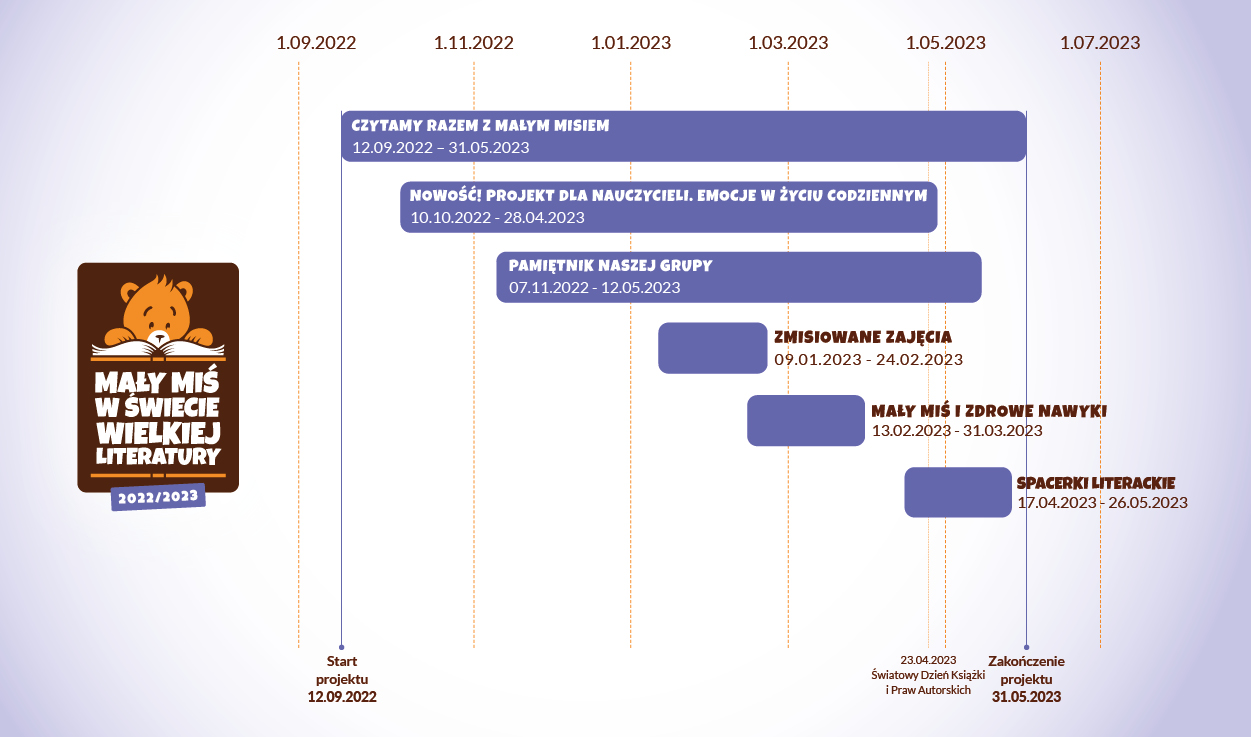 1.09.2022
1.11.2022
1.01.2023
1.03.2023
1.05.2023
1.07.2023
CZYTAMY RAZEM Z MAŁYM MISIEM
12.09.2022 – 31.05.2023
NOWOŚĆ! PROJEKT DLA NAUCZYCIELI. EMOCJE W ŻYCIU CODZIENNYM
10.10.2022 - 28.04.2023
PAMIĘTNIK NASZEJ GRUPY
07.11.2022 - 12.05.2023
ZMISIOWANE ZAJĘCIA
09.01.2023 - 24.02.2023
MAŁY MIŚ I ZDROWE NAWYKI
13.02.2023 - 31.03.2023
SPACERKI LITERACKIE
17.04.2023 - 26.05.2023
MAŁY MIŚ
W ŚWIECIE
WIELKIEJ
LITERATURY
2022/2023
Start
projektu
12.09.2022
23.04.2023
Światowy Dzień Książki
i Praw Autorskich
Zakończenie
projektu
31.05.2023